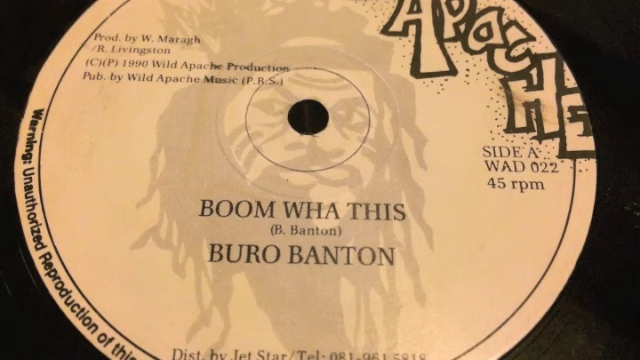 APACHE
Prod. by W. Maragh
/R. Livingston
(C)(P) 1990 Wild Apache Production
Pub. by Wild Apache Music (P.R.S.)
SIDE A
WAD 022
45 rpm
BOOM WHA THIS
(B. Banton)
BURO BANTON
Dist. by Jet Star/Tel: 081-961 5818
Warning: Unauthorized Reproduction of this